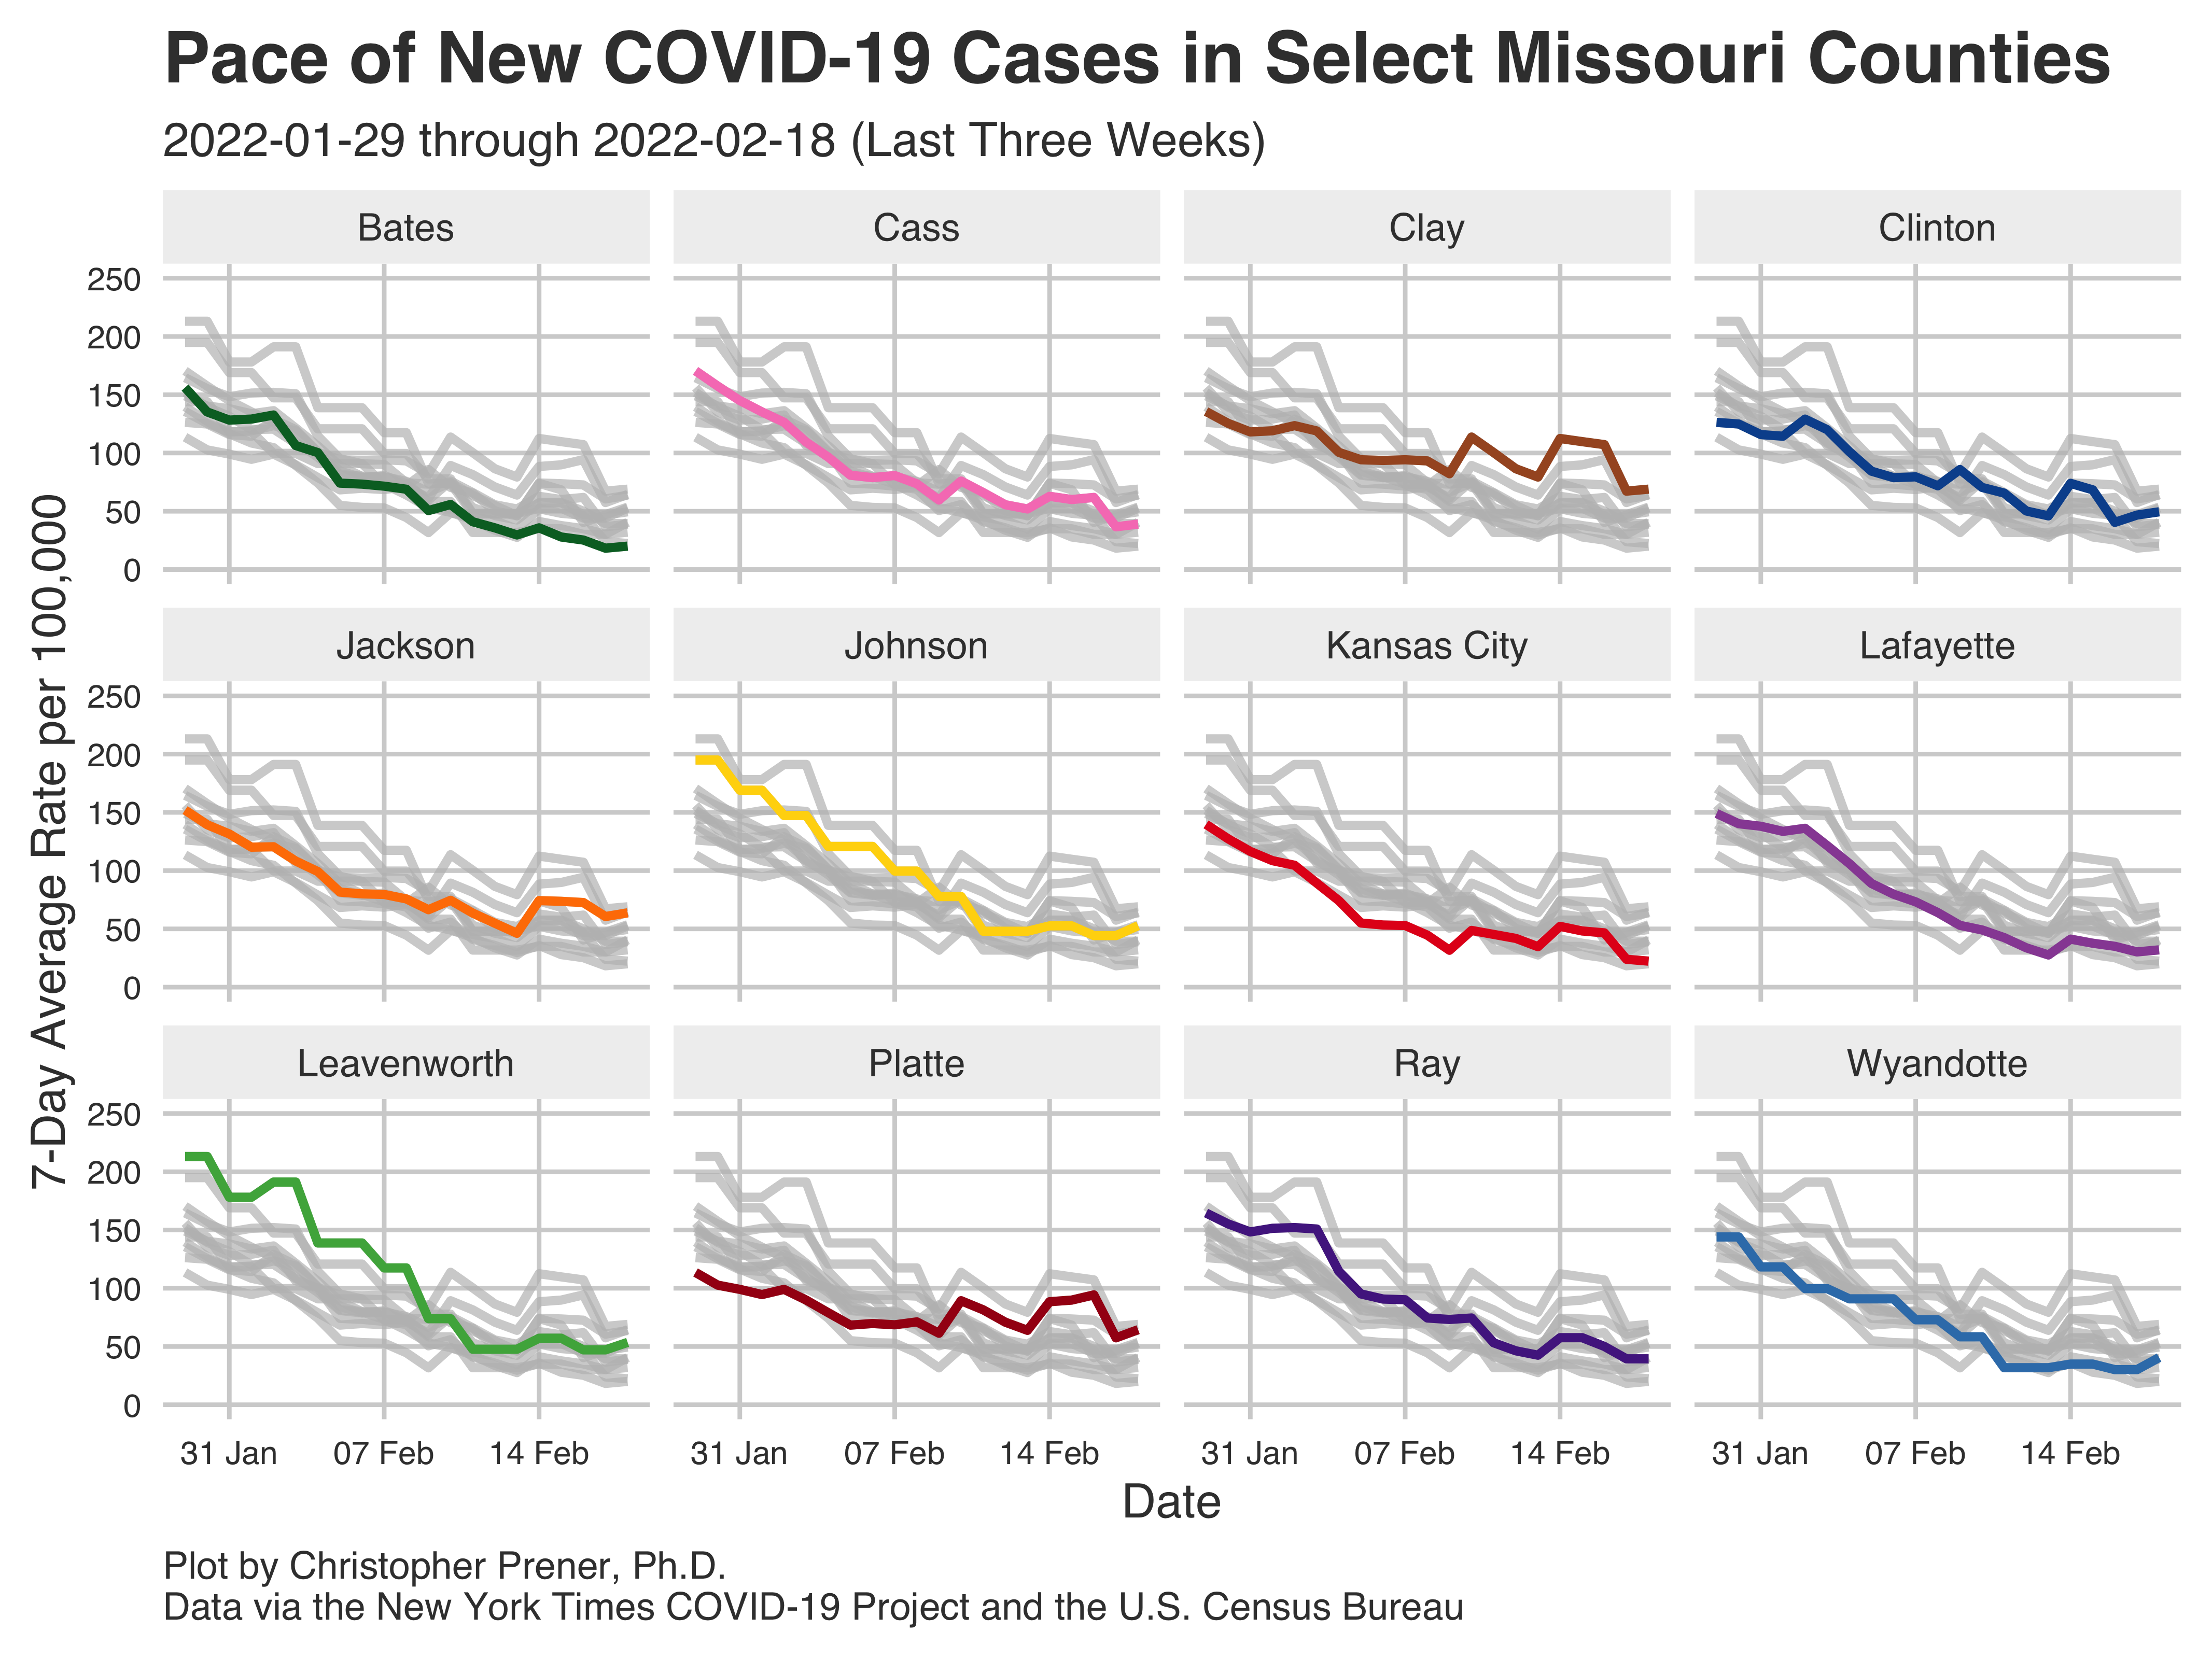 Pace of New COVID-19 Cases in Select Missouri Counties
2022-01-29 through 2022-02-18 (Last Three Weeks)
7-Day Average Rate per 100,000
Bates
Cass
Clay
Clinton
250
200
150
100
50
0
Jackson
Johnson
Kansas City
Lafayette
250
200
150
100
50
0
Leavenworth
Platte
Ray
Wyandotte
250
200
150
100
50
0
31 Jan 07 Feb 14 Feb
31 Jan 07 Feb 14 Feb
31 Jan 07 Feb 14 Feb
31 Jan 07 Feb 14 Feb
Date
Plot by Christopher Prener, Ph.D.
Data via the New York Times COVID-19 Project and the U.S. Census Bureau